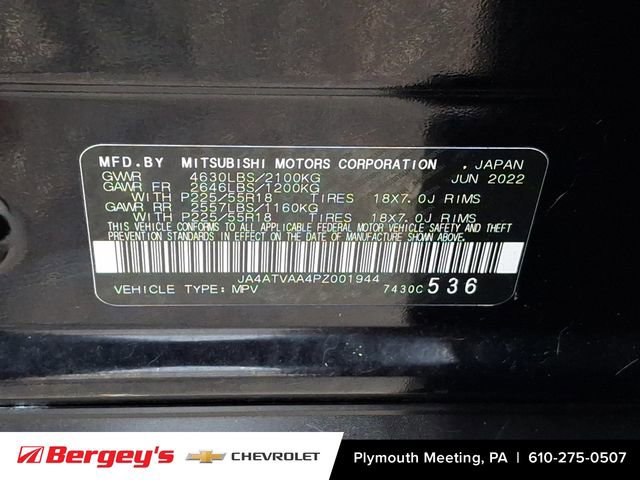 MFD.BY MITSUBISHI MOTORS CORPORATION . JAPAN
GVWR 4630LBS/2100KG JUN 2022
GAWR FR 2646LBS/1200KG
WITH P225/55R18 TIRES 18X7.0J RIMS
GAWR RR 2557LBS/1160KG
WITH P225/55R18 TIRES 18X7.0J RIMS
THIS VEHICLE CONFORMS TO ALL APPLICABLE FEDERAL MOTOR VEHICLE SAFETY AND THEFT
PREVENTION STANDARDS IN EFFECT ON THE DATE OF MANUFACTURE SHOWN ABOVE.
JA4ATVAA4PZ001944
VEHICLE TYPE: MPV 7430C 536
Bergey's CHEVROLET Plymouth Meeting, PA | 610-275-0507